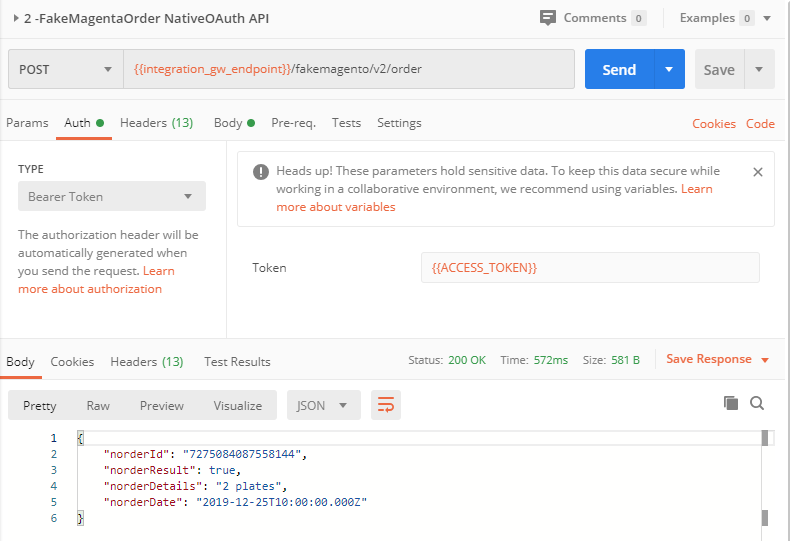 2 -FakeMagentaOrder NativeOAuth API
Comments 0
Examples 0
POST
{{integration_gw_endpoint}}/fakemagento/v2/order
Send
Save
Params Auth Headers (13) Body Pre-req. Tests Settings
Cookies Code
TYPE
Bearer Token
The authorization header will be
automatically generated when
you send the request. Learn
more about authorization
Heads up! These parameters hold sensitive data. To keep this data secure while
working in a collaborative environment, we recommend using variables. Learn
more about variables
Token
{{ACCESS_TOKEN}}
Body Cookies Headers (13) Test Results
Status: 200 OK Time: 572ms Size: 581 B
Save Response
Pretty Raw Preview Visualize JSON
1 {
2 "norderId": "7275084087558144",
3 "norderResult": true,
4 "norderDetails": "2 plates",
5 "norderDate": "2019-12-25T10:00:00.000Z"
6 }